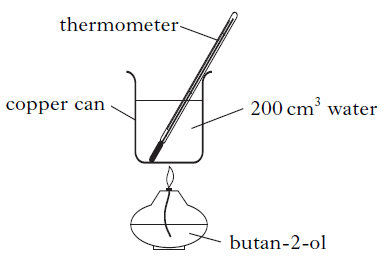 thermometer
copper can
200 cm³ water
butan-2-ol